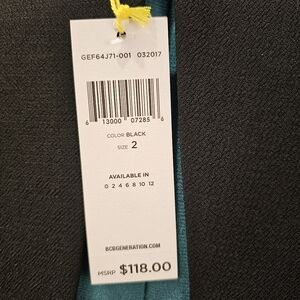 GEF64J71-001 032017
6 13000 07285 6
COLOR BLACK
SIZE 2
AVAILABLE IN
0 2 4 6 8 10 12
BCBGENERATION.COM
MSRP $118.00